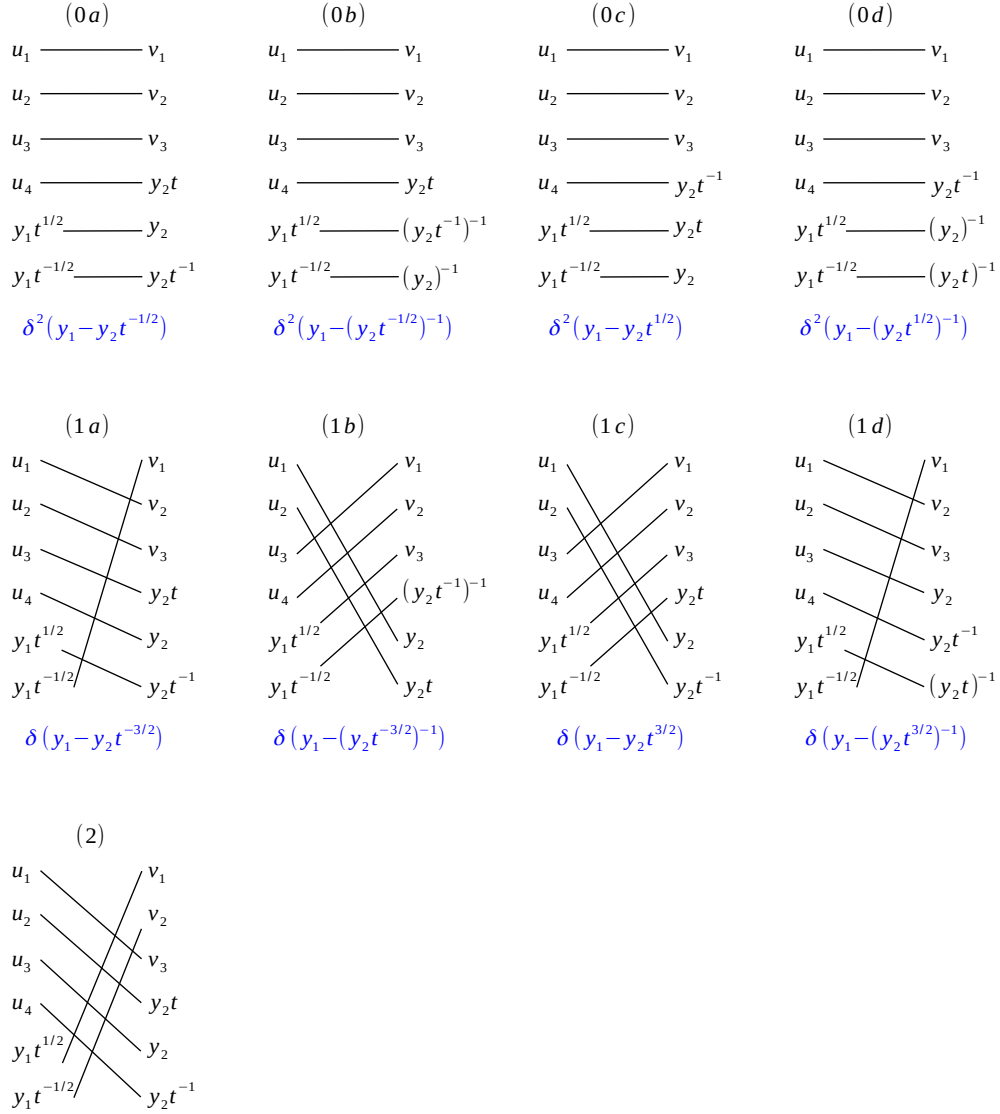 (0a) (0b) (0c) (0d)
u₁ v₁ u₁ v₁ u₁ v₁ u₁ v₁
u₂ v₂ u₂ v₂ u₂ v₂ u₂ v₂
u₃ v₃ u₃ v₃ u₃ v₃ u₃ v₃
u₄ y₂t u₄ y₂t u₄ y₂t⁻¹ u₄ y₂t⁻¹
y₁t^{1/2} y₂ y₁t^{1/2} (y₂t⁻¹)⁻¹ y₁t^{1/2} y₂t y₁t^{1/2} (y₂)⁻¹
y₁t^{-1/2} y₂t⁻¹ y₁t^{-1/2} (y₂)⁻¹ y₁t^{-1/2} y₂ y₁t^{-1/2} (y₂t)⁻¹
δ²(y₁−y₂t^{-1/2}) δ²(y₁−(y₂t^{-1/2})⁻¹) δ²(y₁−y₂t^{1/2}) δ²(y₁−(y₂t^{1/2})⁻¹)
(1a) (1b) (1c) (1d)
u₁ v₁ u₁ v₁ u₁ v₁ u₁ v₁
u₂ v₂ u₂ v₂ u₂ v₂ u₂ v₂
u₃ v₃ u₃ v₃ u₃ v₃ u₃ v₃
u₄ y₂t u₄ (y₂t⁻¹)⁻¹ u₄ y₂t u₄ y₂
y₁t^{1/2} y₂ y₁t^{1/2} y₂ y₁t^{1/2} y₂ y₁t^{1/2} y₂t⁻¹
y₁t^{-1/2} y₂t⁻¹ y₁t^{-1/2} y₂t y₁t^{-1/2} y₂t⁻¹ y₁t^{-1/2} (y₂t)⁻¹
δ(y₁−y₂t^{-3/2}) δ(y₁−(y₂t^{-3/2})⁻¹) δ(y₁−y₂t^{3/2}) δ(y₁−(y₂t^{3/2})⁻¹)
(2)
u₁ v₁
u₂ v₂
u₃ v₃
u₄ y₂t
y₁t^{1/2} y₂
y₁t^{-1/2} y₂t⁻¹